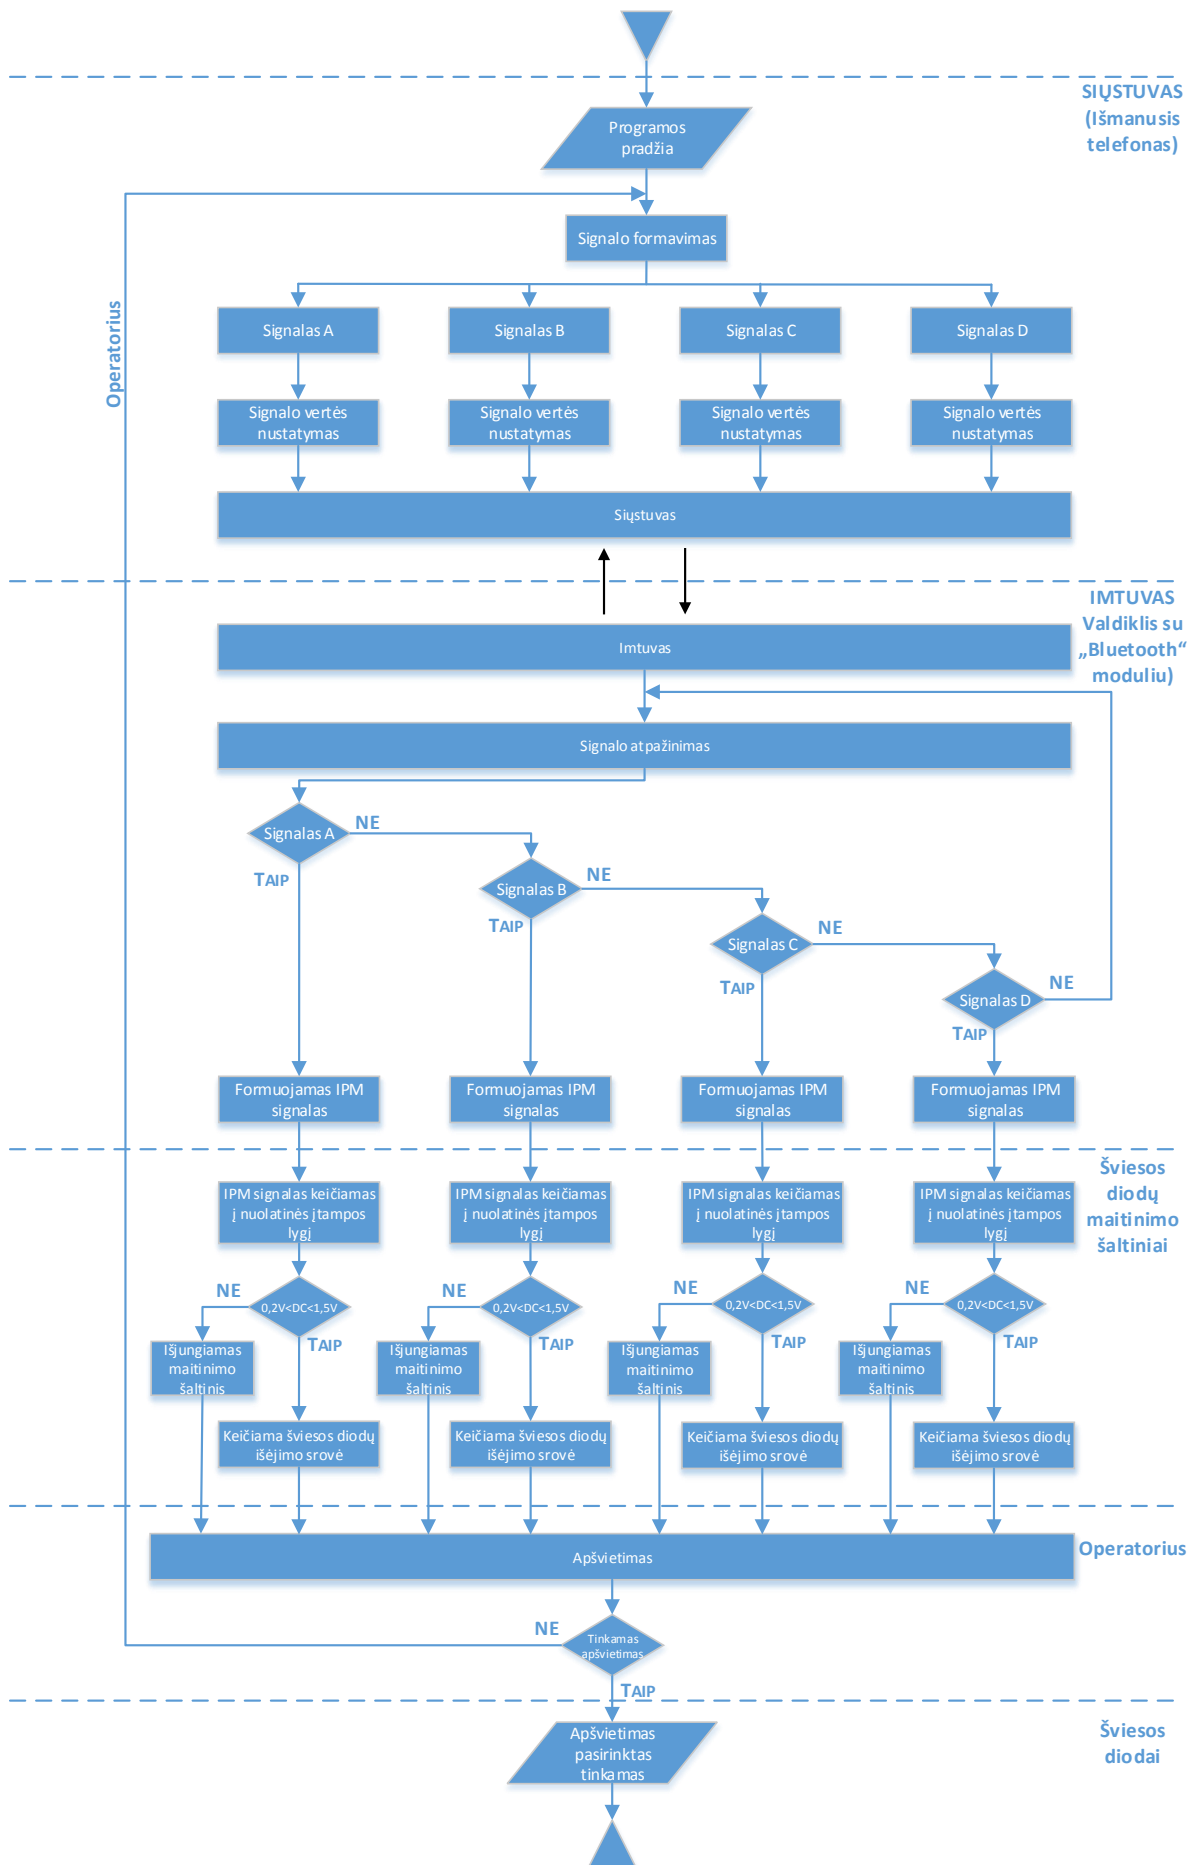 SIŲSTUVAS
(Išmanusis
telefonas)
Programos
pradžia
Signalo formavimas
Operatorius
Signalas A
Signalas B
Signalas C
Signalas D
Signalo vertės
nustatymas
Signalo vertės
nustatymas
Signalo vertės
nustatymas
Signalo vertės
nustatymas
Siųstuvas
IMTUVAS
Valdiklis su
„Bluetooth“
moduliu)
Imtuvas
Signalo atpažinimas
Signalas A
NE
TAIP
Signalas B
NE
TAIP
Signalas C
NE
TAIP
Signalas D
NE
TAIP
Formuojamas IPM
signalas
Formuojamas IPM
signalas
Formuojamas IPM
signalas
Formuojamas IPM
signalas
Šviesos
diodų
maitinimo
šaltiniai
IPM signalas keičiamas
į nuolatinės įtampos
lygį
IPM signalas keičiamas
į nuolatinės įtampos
lygį
IPM signalas keičiamas
į nuolatinės įtampos
lygį
IPM signalas keičiamas
į nuolatinės įtampos
lygį
NE
0,2V<DC<1,5V
TAIP
NE
0,2V<DC<1,5V
TAIP
NE
0,2V<DC<1,5V
TAIP
NE
0,2V<DC<1,5V
TAIP
Išjungiamas
maitinimo
šaltinis
Išjungiamas
maitinimo
šaltinis
Išjungiamas
maitinimo
šaltinis
Išjungiamas
maitinimo
šaltinis
Keičiama šviesos diodų
išėjimo srovė
Keičiama šviesos diodų
išėjimo srovė
Keičiama šviesos diodų
išėjimo srovė
Keičiama šviesos diodų
išėjimo srovė
Operatorius
Apšvietimas
NE
Tinkamas
apšvietimas
TAIP
Šviesos
diodai
Apšvietimas
pasirinktas
tinkamas